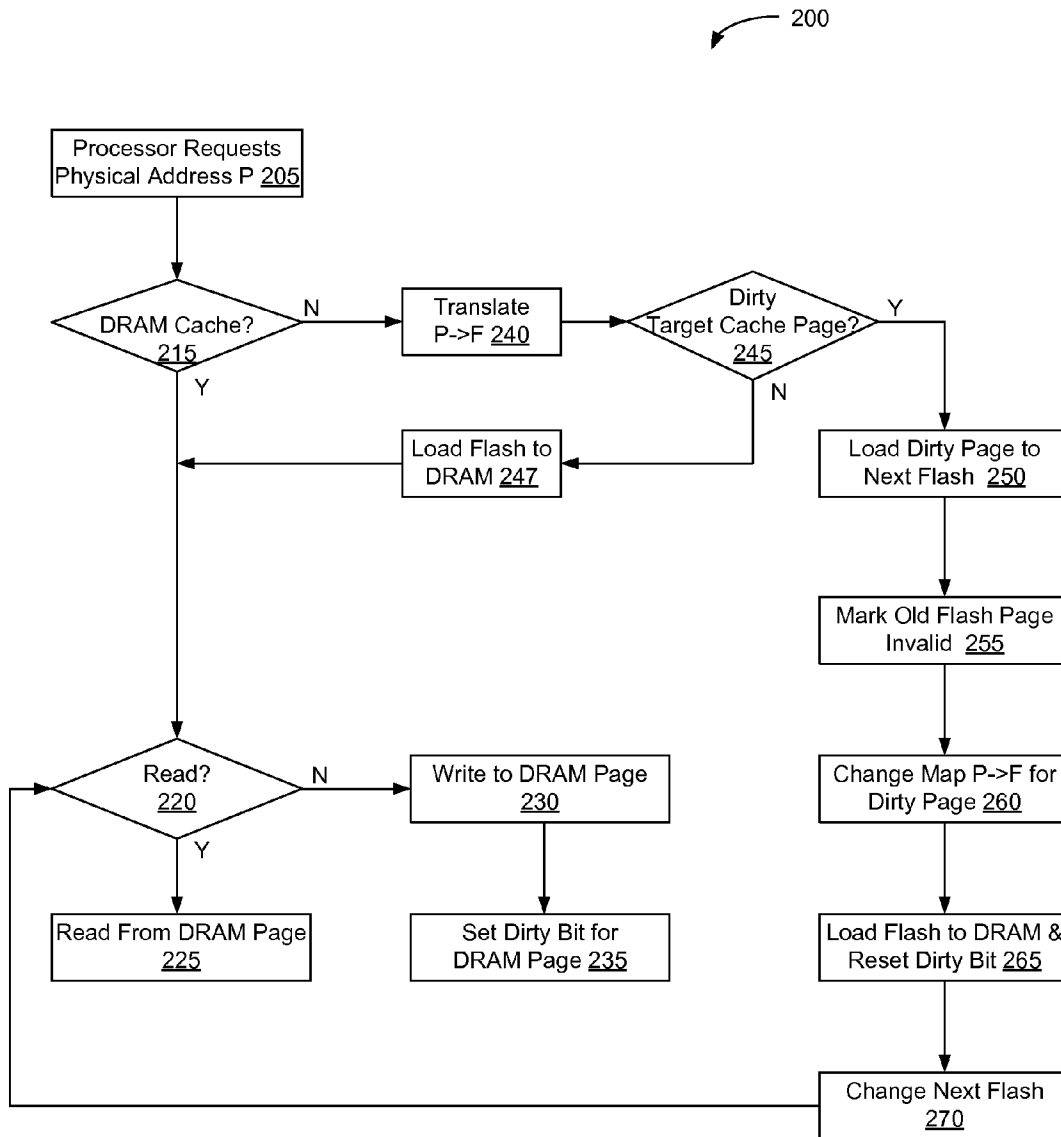 200
Processor Requests
Physical Address P 205
DRAM Cache?
215
N
Y
Translate
P->F 240
Dirty
Target Cache Page?
245
Y
N
Load Flash to
DRAM 247
Load Dirty Page to
Next Flash 250
Mark Old Flash Page
Invalid 255
Read?
220
N
Y
Write to DRAM Page
230
Change Map P->F for
Dirty Page 260
Read From DRAM Page
225
Set Dirty Bit for
DRAM Page 235
Load Flash to DRAM &
Reset Dirty Bit 265
Change Next Flash
270